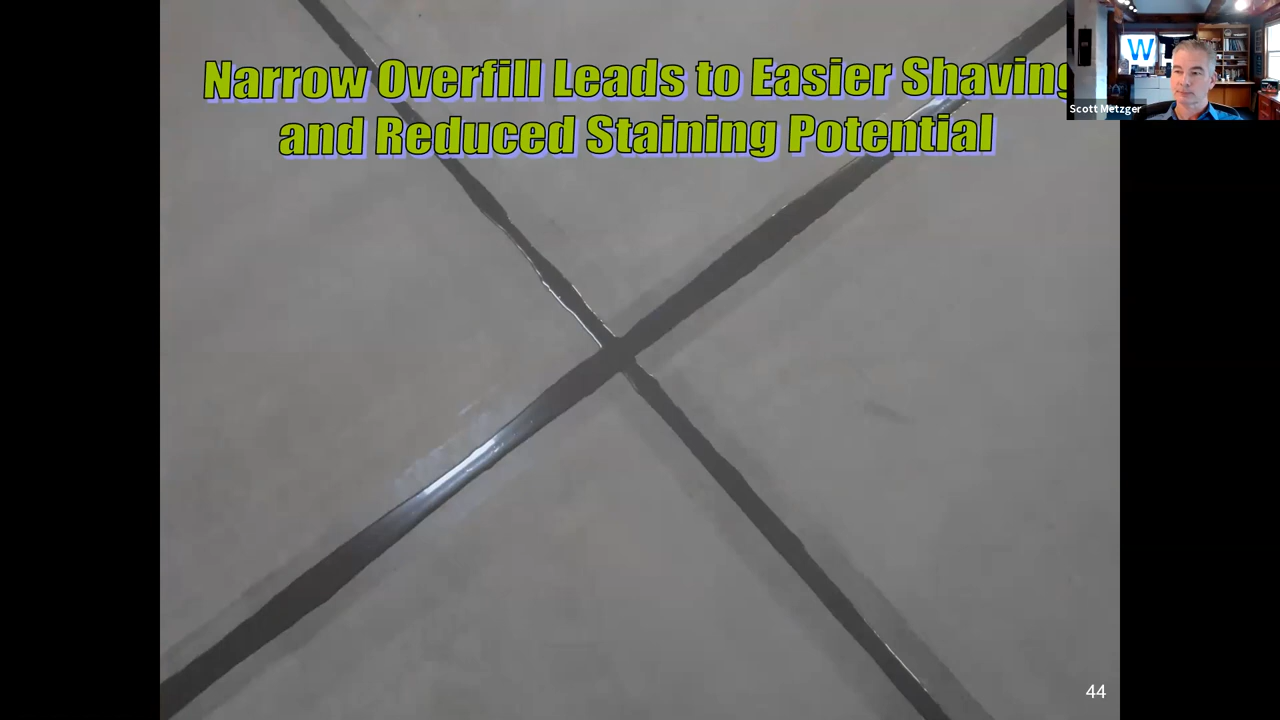 Narrow Overfill Leads to Easier Shaving
and Reduced Staining Potential
W
Scott Metzger
44